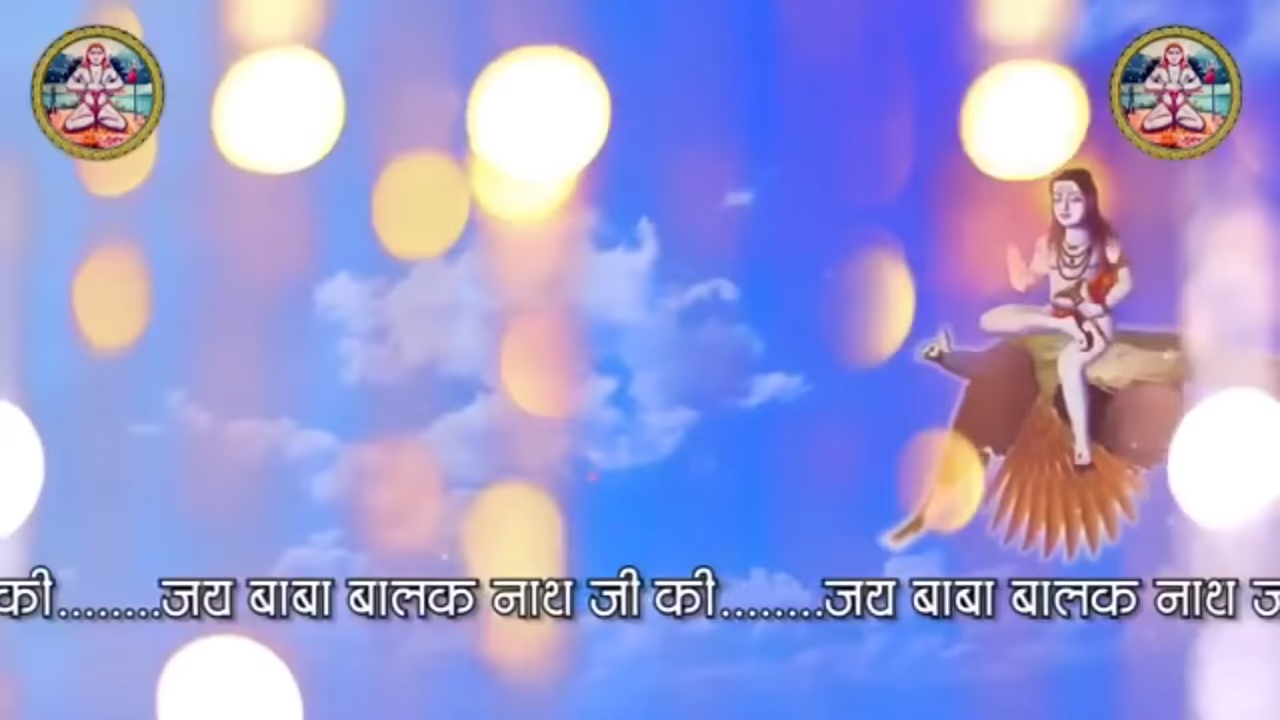 की........जय बाबा बालक नाथ जी की........जय बाबा बालक नाथ